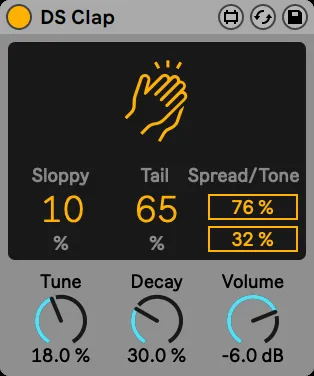 DS Clap
Sloppy Tail Spread/Tone
10 65 76 %
% % 32 %
Tune Decay Volume
18.0 % 30.0 % -6.0 dB